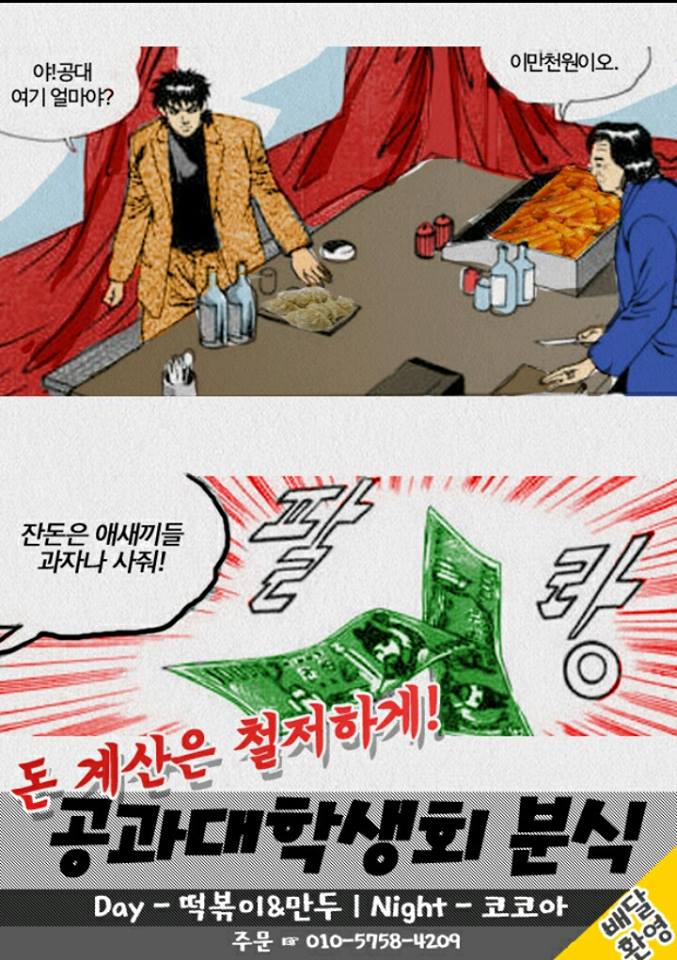 야!공대
여기 얼마야?
이만천원이오.
잔돈은 애새끼들
과자나 사줘!
팔
랑
돈 계산은 철저하게!
공과대학생회 분식
Day - 떡볶이&만두 | Night - 코코아
주문 ☞ 010-5758-4209
배달
환영